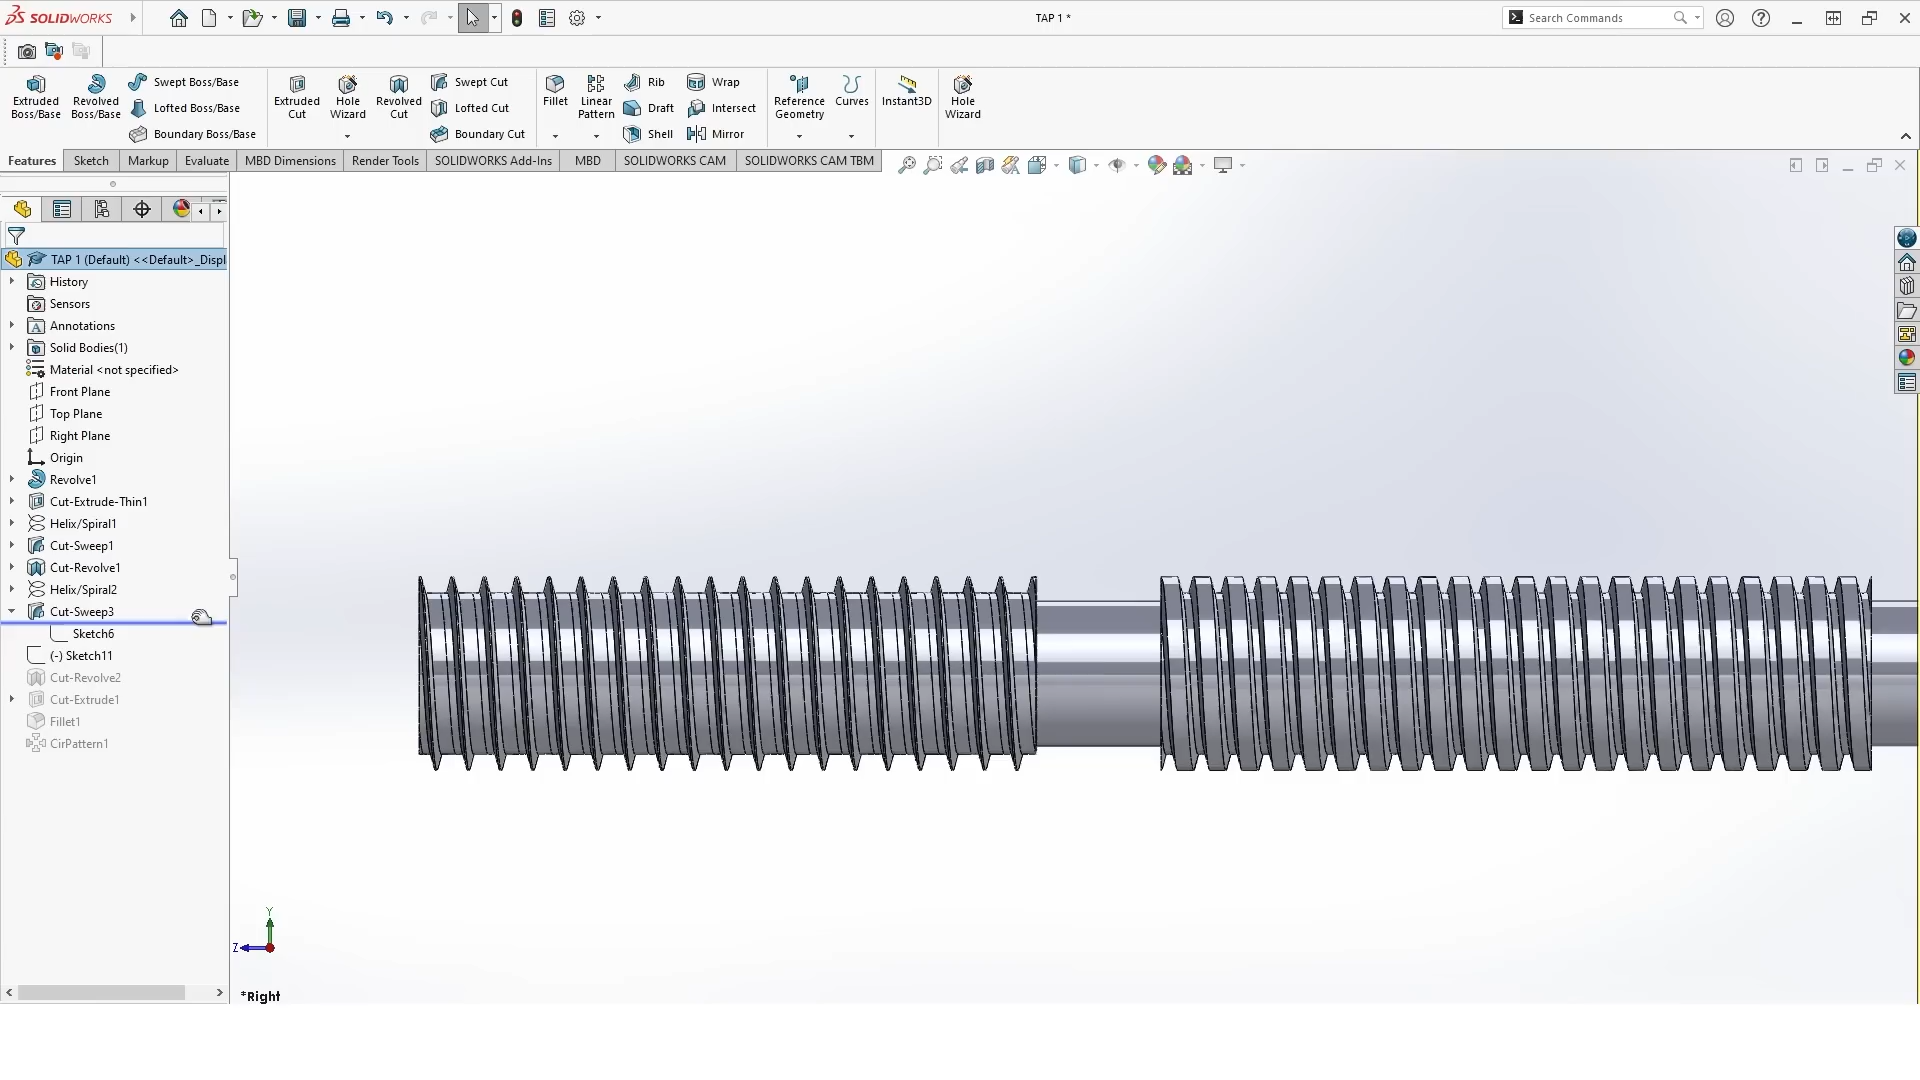 SOLIDWORKS
TAP 1 *
Search Commands
Extruded Boss/Base
Revolved Boss/Base
Swept Boss/Base
Lofted Boss/Base
Boundary Boss/Base
Extruded Cut
Hole Wizard
Revolved Cut
Swept Cut
Lofted Cut
Boundary Cut
Fillet
Linear Pattern
Rib
Draft
Shell
Wrap
Intersect
Mirror
Reference Geometry
Curves
Instant3D
Hole Wizard
Features
Sketch
Markup
Evaluate
MBD Dimensions
Render Tools
SOLIDWORKS Add-Ins
MBD
SOLIDWORKS CAM
SOLIDWORKS CAM TBM
TAP 1 (Default) <<Default>_Displ
History
Sensors
Annotations
Solid Bodies(1)
Material <not specified>
Front Plane
Top Plane
Right Plane
Origin
Revolve1
Cut-Extrude-Thin1
Helix/Spiral1
Cut-Sweep1
Cut-Revolve1
Helix/Spiral2
Cut-Sweep3
Sketch6
(-) Sketch11
Cut-Revolve2
Cut-Extrude1
Fillet1
CirPattern1
Y
Z
*Right